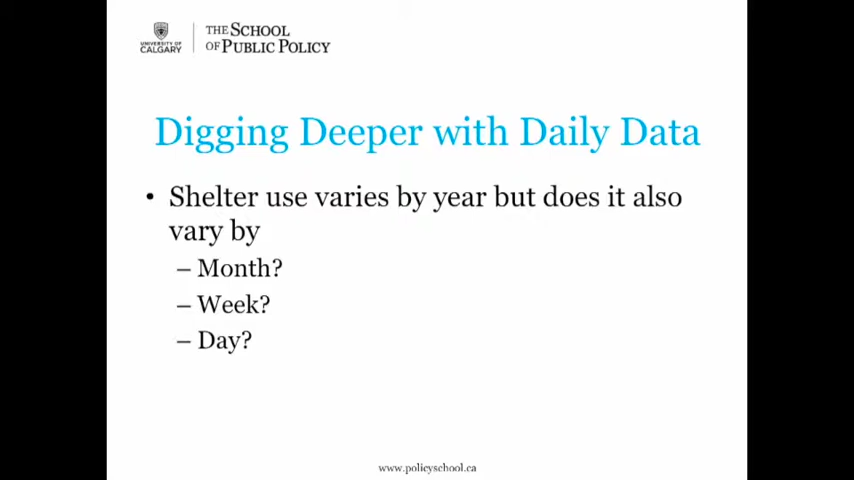 UNIVERSITY OF
CALGARY
THE SCHOOL
OF PUBLIC POLICY
Digging Deeper with Daily Data
• Shelter use varies by year but does it also
vary by
– Month?
– Week?
– Day?
www.policyschool.ca